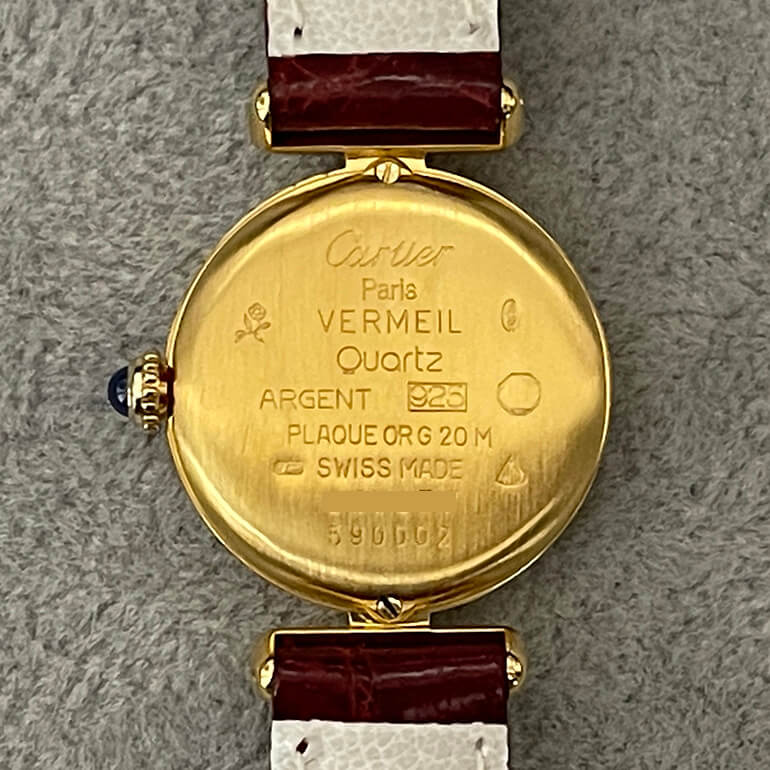 Cartier
Paris
VERMEIL
Quartz
ARGENT 925
PLAQUE OR G 20 M
SWISS MADE
590002